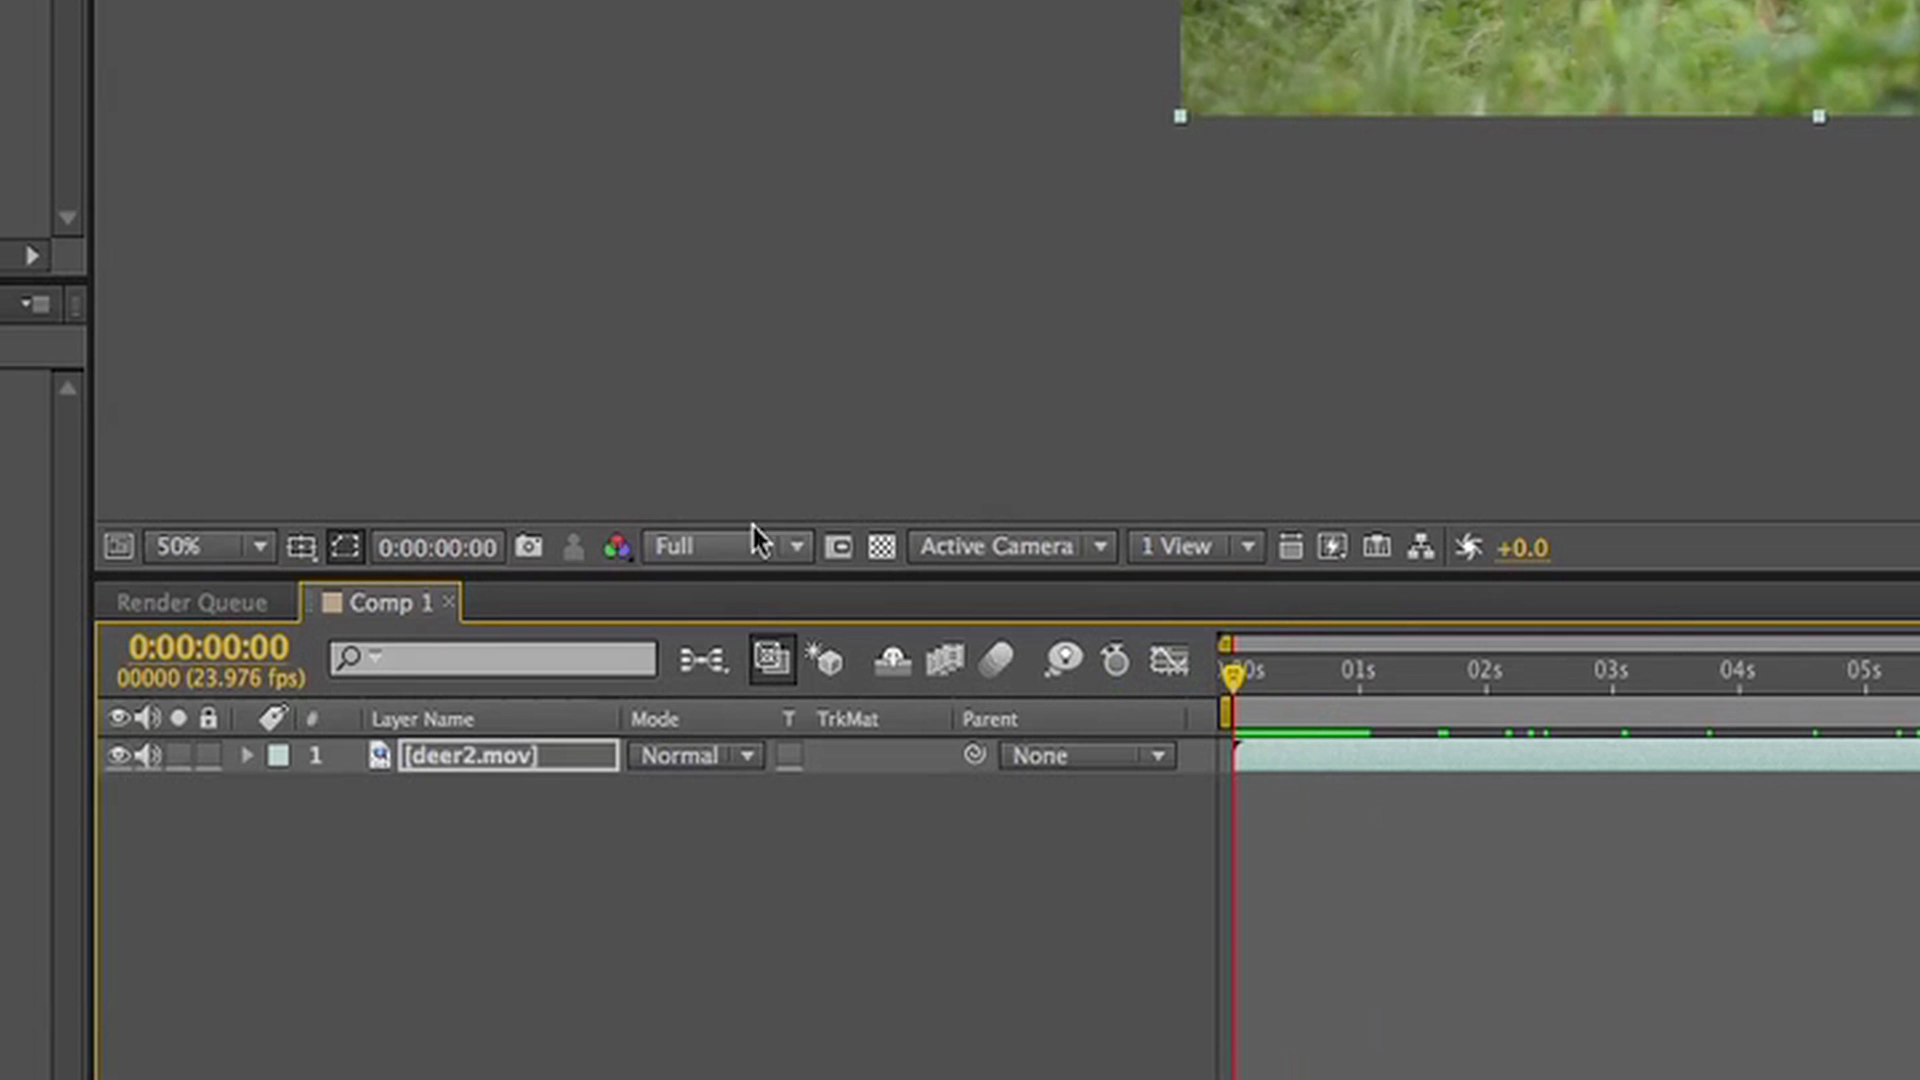 50% 0:00:00:00 Full Active Camera 1 View +0.0
Render Queue Comp 1
0:00:00:00
00000 (23.976 fps)
00s 01s 02s 03s 04s 05s
# Layer Name Mode T TrkMat Parent
1 [deer2.mov] Normal None